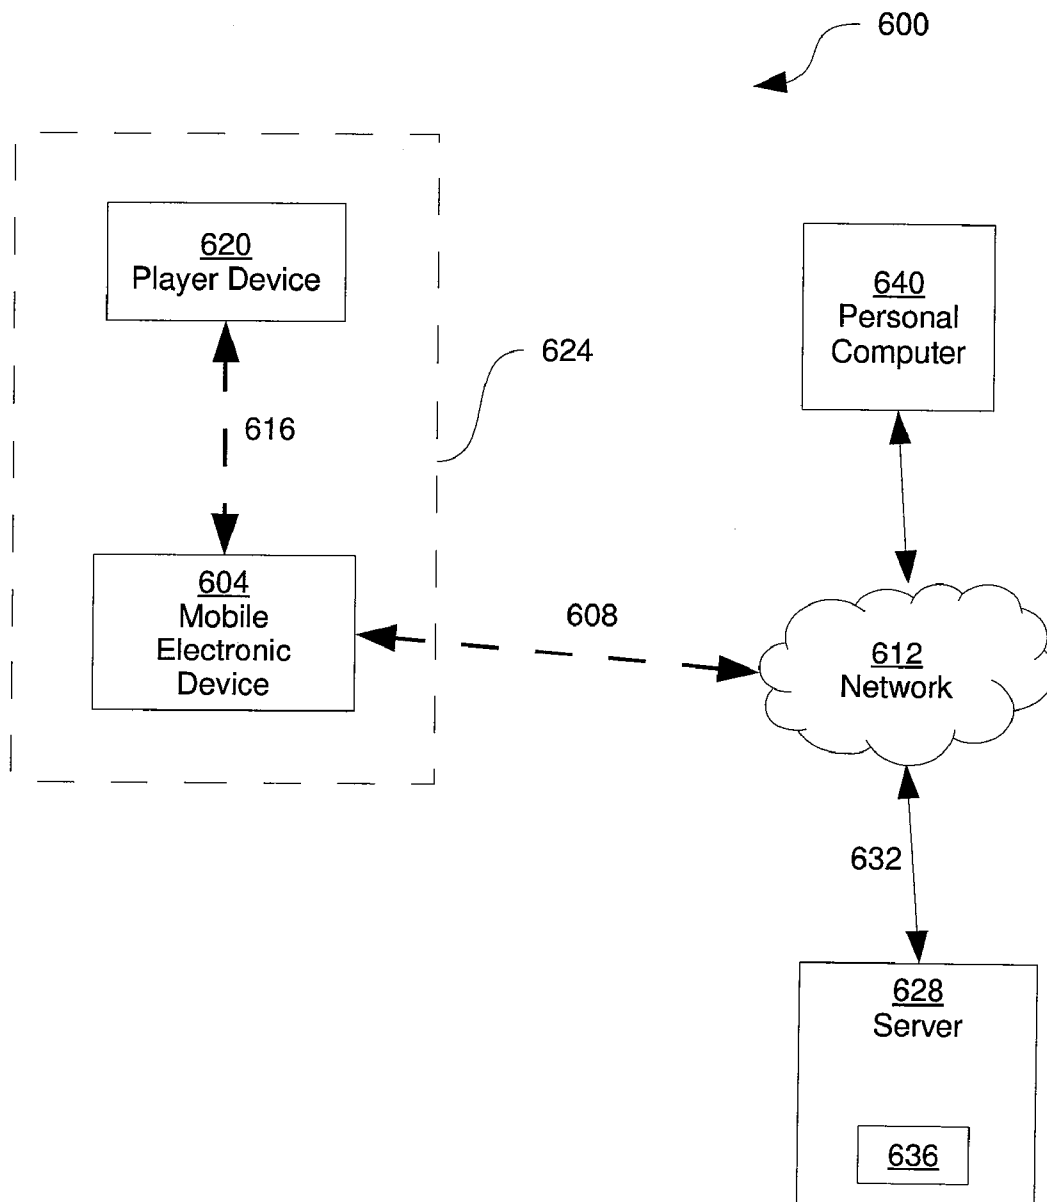 600
620
Player Device
624
640
Personal
Computer
616
604
Mobile
Electronic
Device
608
612
Network
632
628
Server
636